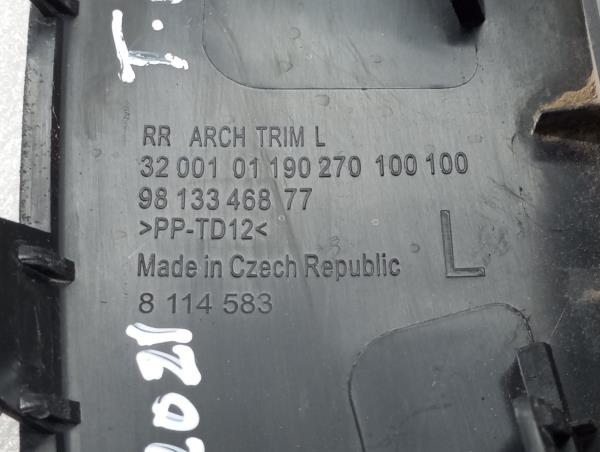 RR ARCH TRIM L
32 001 01 190 270 100 100
98 133 468 77
>PP-TD12<
Made in Czech Republic
L
8 114 583